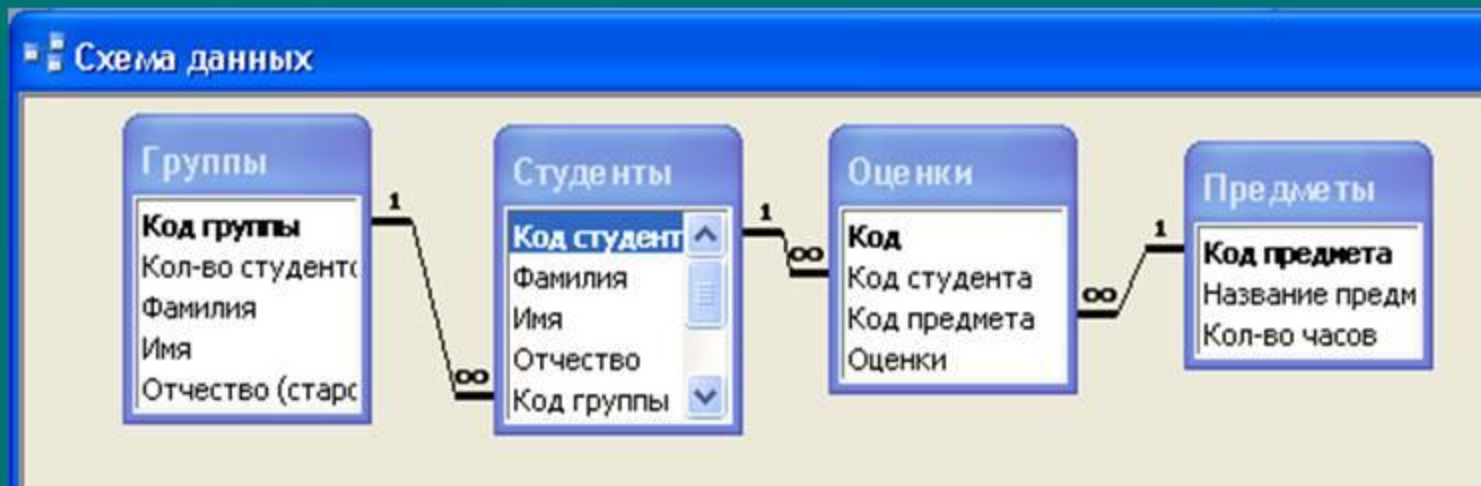 Схема данных
Группы
Код группы
Кол-во студенто
Фамилия
Имя
Отчество (старо
1
∞
Студенты
Код студент
Фамилия
Имя
Отчество
Код группы
1
∞
Оценки
Код
Код студента
Код предмета
Оценки
∞
1
Предметы
Код предмета
Название предм
Кол-во часов